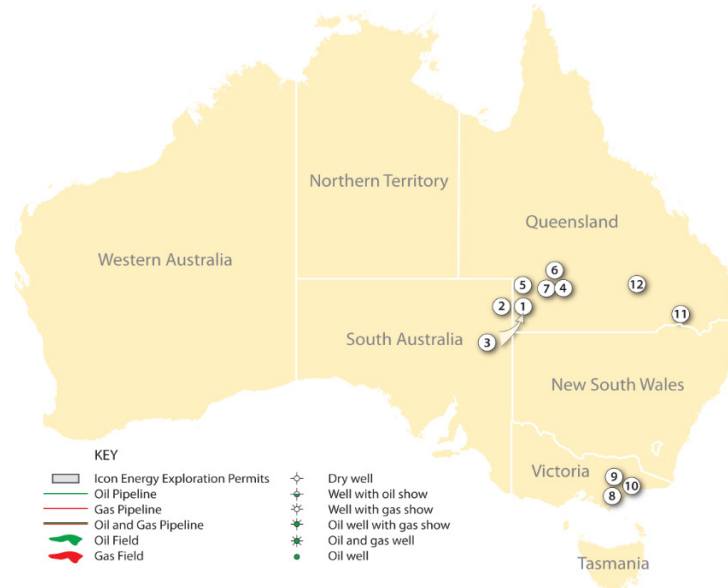 Northern Territory
Queensland
Western Australia
6
5
7
4
12
2
1
11
South Australia
3
New South Wales
KEY
Icon Energy Exploration Permits
Oil Pipeline
Gas Pipeline
Oil and Gas Pipeline
Oil Field
Gas Field
Dry well
Well with oil show
Well with gas show
Oil well with gas show
Oil and gas well
Oil well
Victoria
9
10
8
Tasmania